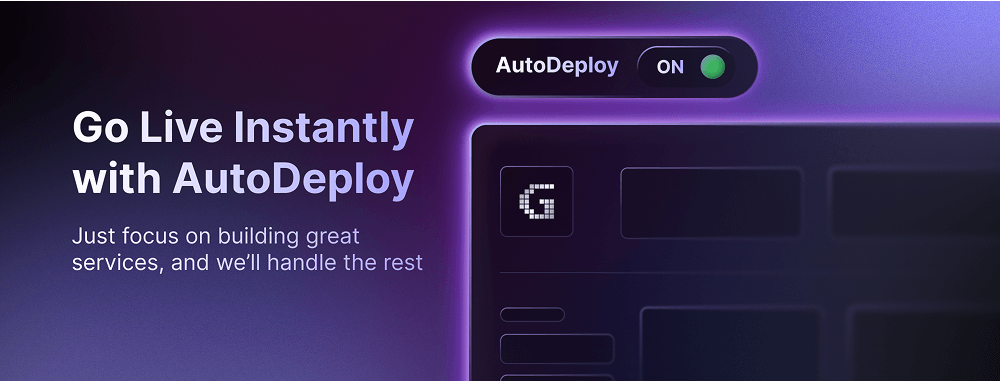 AutoDeploy ON
Go Live Instantly
with AutoDeploy
Just focus on building great
services, and we’ll handle the rest
G